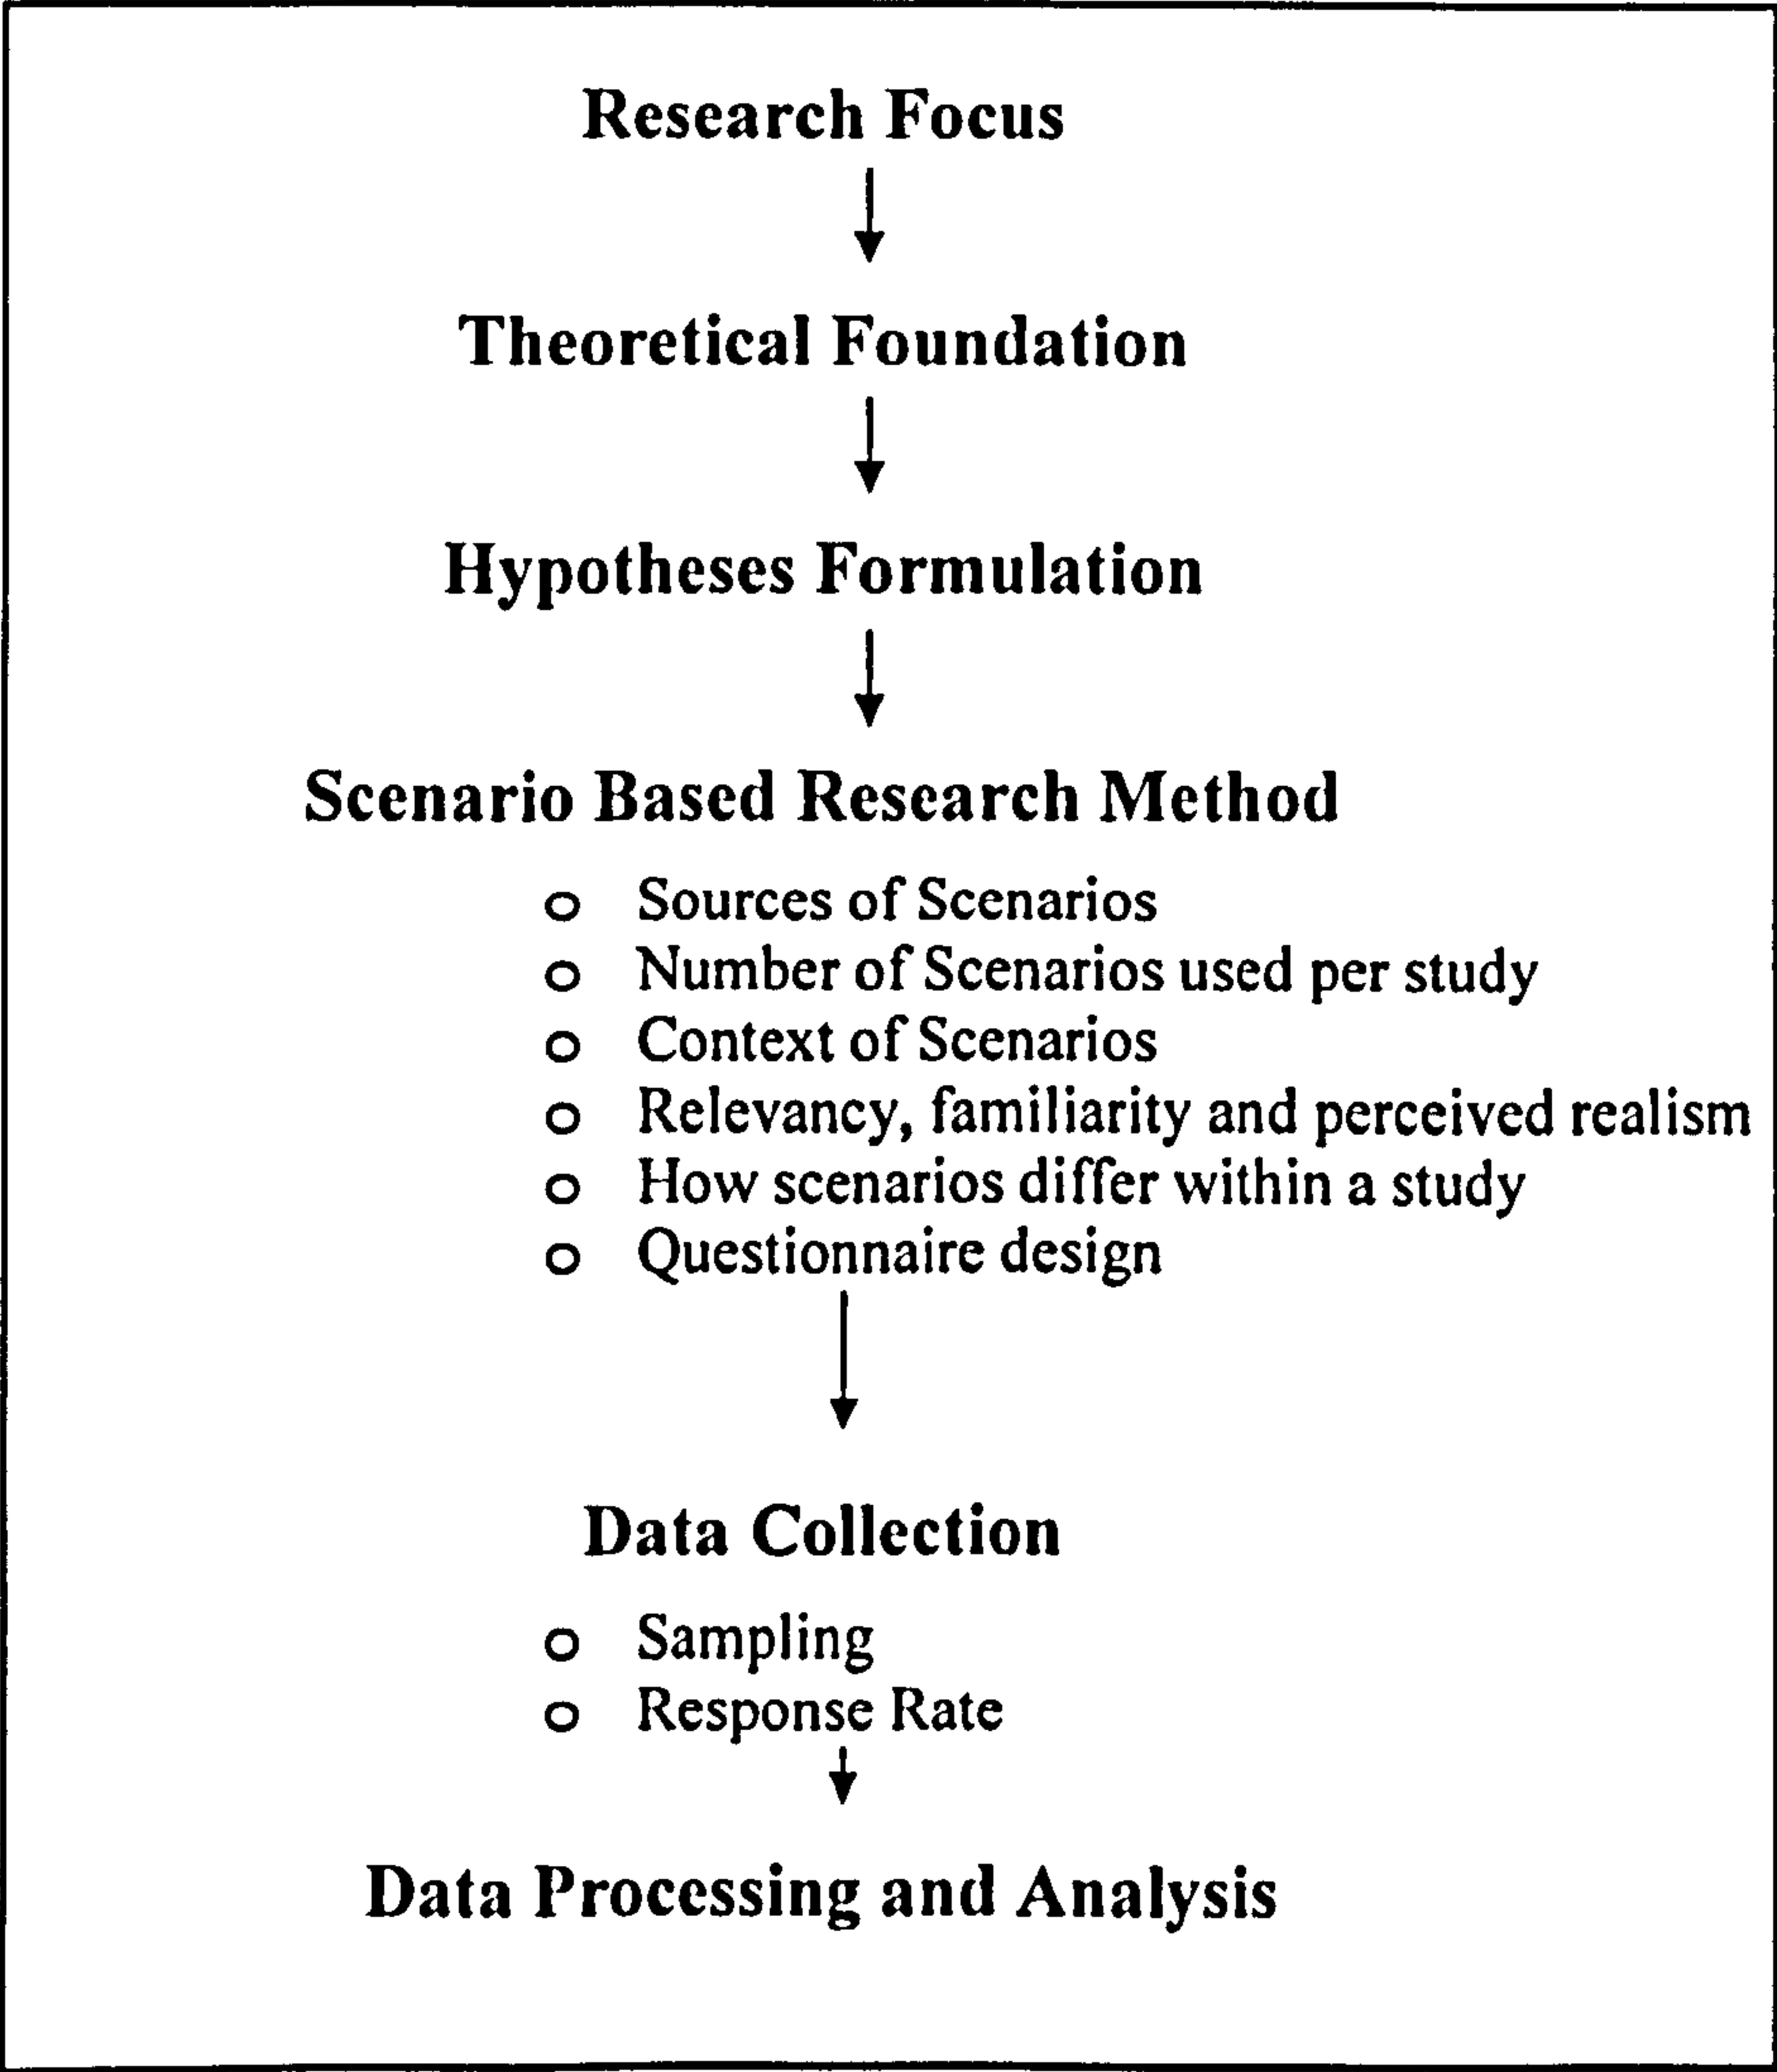 Research Focus
Theoretical Foundation
Hypotheses Formulation
Scenario Based Research Method
o Sources of Scenarios
o Number of Scenarios used per study
o Context of Scenarios
o Relevancy, familiarity and perceived realism
o How scenarios differ within a study
o Questionnaire design
Data Collection
o Sampling
o Response Rate
Data Processing and Analysis